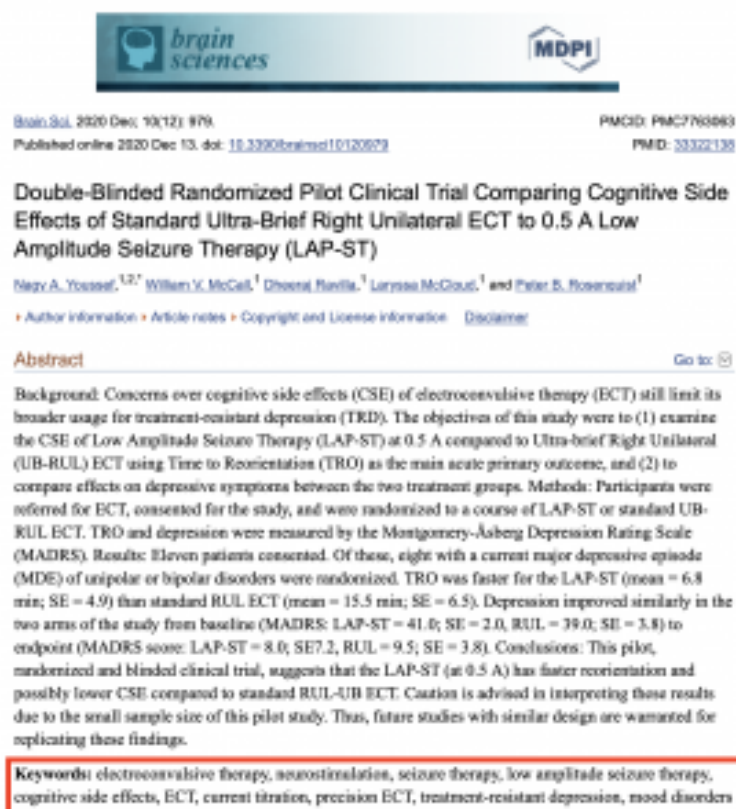 brain
sciences
MDPI
Brain Sci. 2020 Dec; 10(12): 979.
PMCID: PMC7763063
Published online 2020 Dec 13. doi: 10.3390/brainsci10120979
PMID: 33322138
Double-Blinded Randomized Pilot Clinical Trial Comparing Cognitive Side
Effects of Standard Ultra-Brief Right Unilateral ECT to 0.5 A Low
Amplitude Seizure Therapy (LAP-ST)
Nagy A. Youssef,1,2,* William V. McCall,1 Dheeraj Ravilla,1 Laryssa McCloud,1 and Peter B. Rosenquist1
▸ Author information ▸ Article notes ▸ Copyright and License information Disclaimer
Abstract
Go to:
Background: Concerns over cognitive side effects (CSE) of electroconvulsive therapy (ECT) still limit its
broader usage for treatment-resistant depression (TRD). The objectives of this study were to (1) examine
the CSE of Low Amplitude Seizure Therapy (LAP-ST) at 0.5 A compared to Ultra-brief Right Unilateral
(UB-RUL) ECT using Time to Reorientation (TRO) as the main acute primary outcome, and (2) to
compare effects on depressive symptoms between the two treatment groups. Methods: Participants were
referred for ECT, consented for the study, and were randomized to a course of LAP-ST or standard UB-
RUL ECT. TRO and depression were measured by the Montgomery-Åsberg Depression Rating Scale
(MADRS). Results: Eleven patients consented. Of these, eight with a current major depressive episode
(MDE) of unipolar or bipolar disorders were randomized. TRO was faster for the LAP-ST (mean = 6.8
min; SE = 4.9) than standard RUL ECT (mean = 15.5 min; SE = 6.5). Depression improved similarly in the
two arms of the study from baseline (MADRS: LAP-ST = 41.0; SE = 2.0, RUL = 39.0; SE = 3.8) to
endpoint (MADRS score: LAP-ST = 8.0; SE7.2, RUL = 9.5; SE = 3.8). Conclusions: This pilot,
randomized and blinded clinical trial, suggests that the LAP-ST (at 0.5 A) has faster reorientation and
possibly lower CSE compared to standard RUL-UB ECT. Caution is advised in interpreting these results
due to the small sample size of this pilot study. Thus, future studies with similar design are warranted for
replicating these findings.
Keywords: electroconvulsive therapy, neurostimulation, seizure therapy, low amplitude seizure therapy,
cognitive side effects, ECT, current titration, precision ECT, treatment-resistant depression, mood disorders